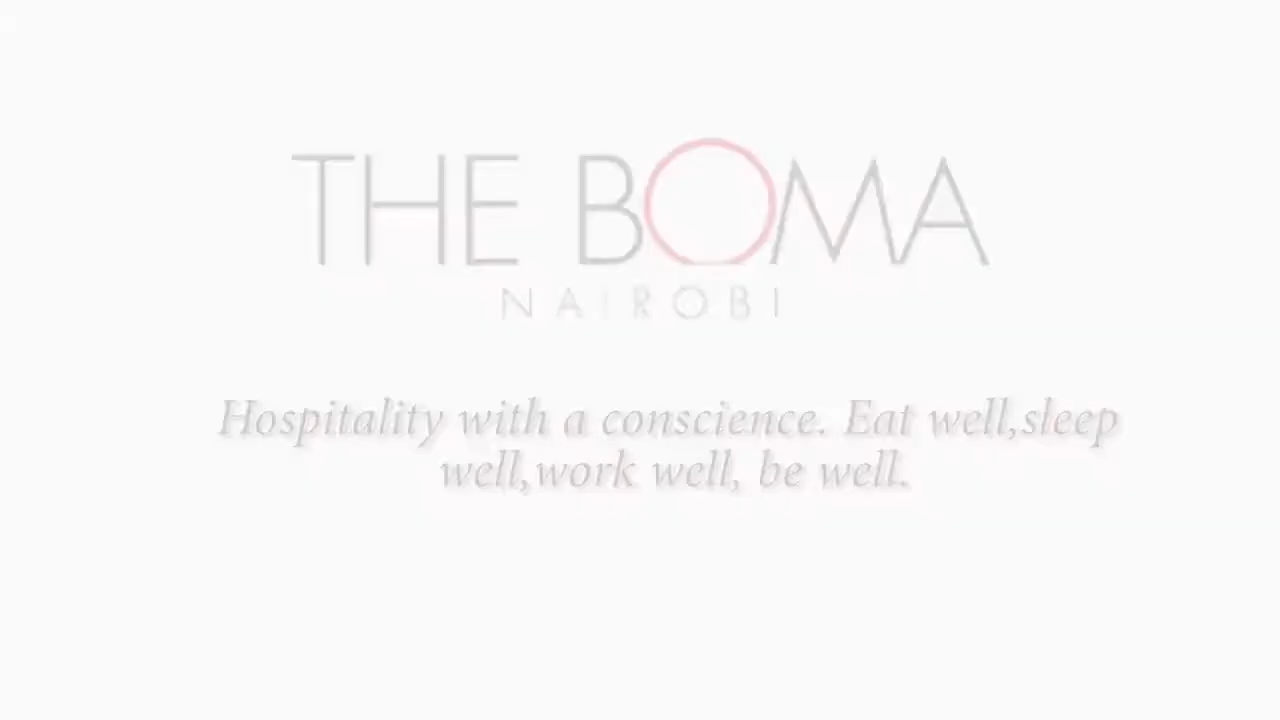 THE BOMA
NAIROBI
Hospitality with a conscience. Eat well,sleep
well,work well, be well.